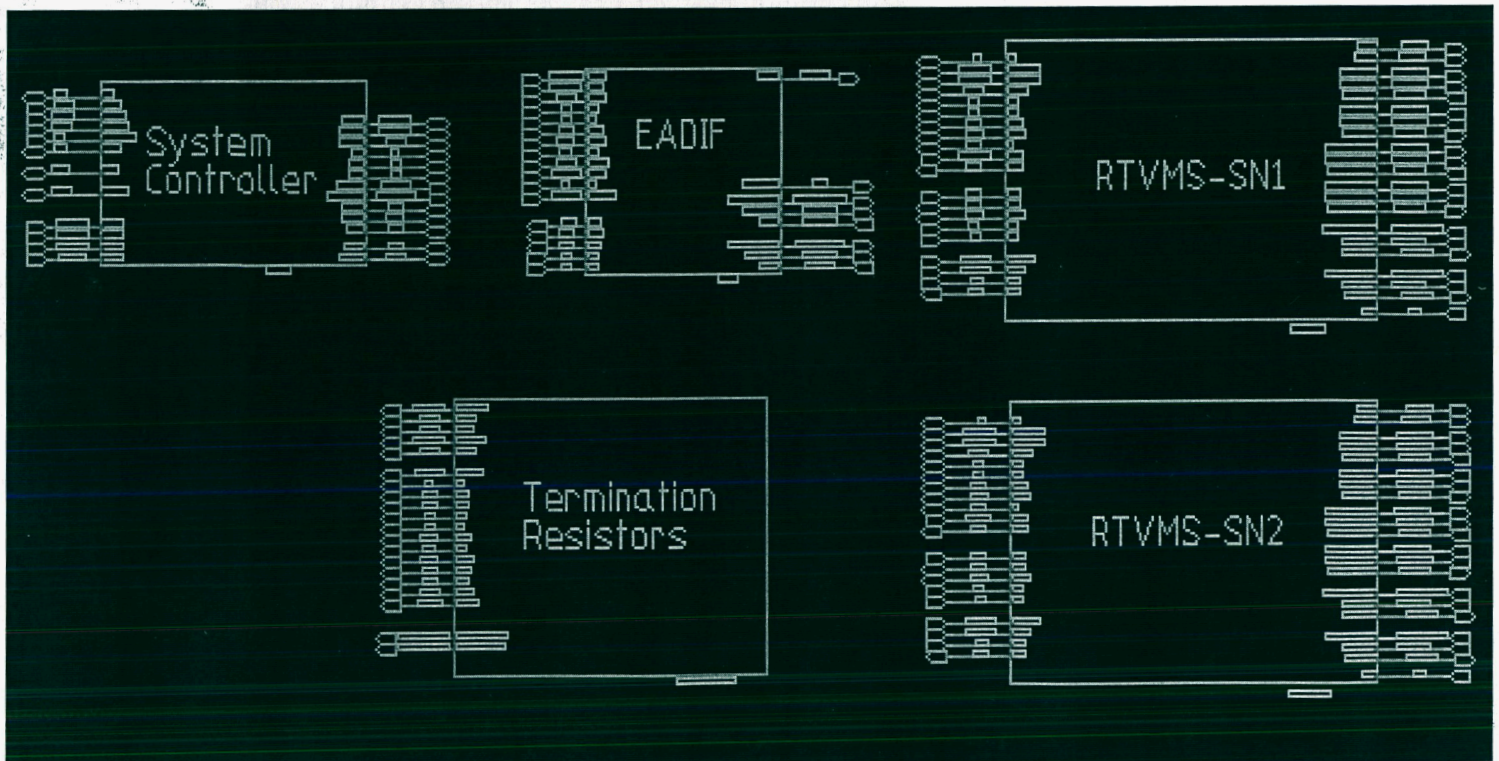 System
Controller
EADIF
RTVMS-SN1
Termination
Resistors
RTVMS-SN2